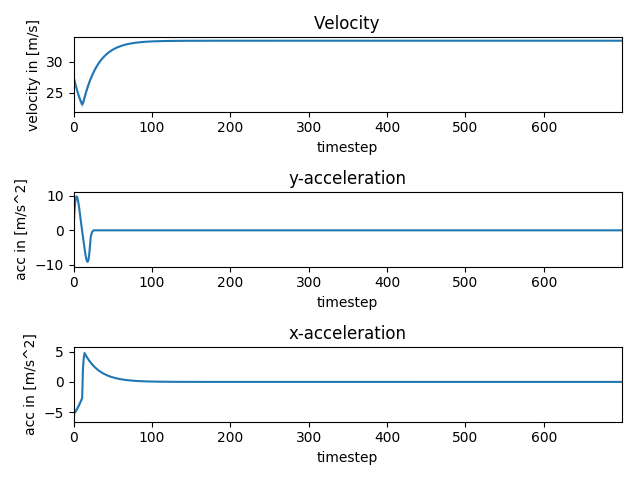 Velocity
velocity in [m/s]
30
25
0 100 200 300 400 500 600
timestep
y-acceleration
acc in [m/s^2]
10
0
−10
0 100 200 300 400 500 600
timestep
x-acceleration
acc in [m/s^2]
5
0
−5
0 100 200 300 400 500 600
timestep